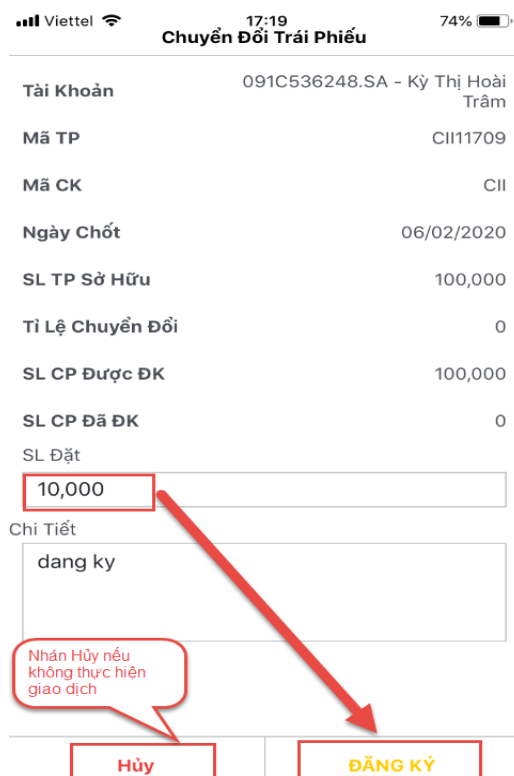 Viettel 17:19 74%
Chuyển Đổi Trái Phiếu
Tài Khoản 091C536248.SA - Kỳ Thị Hoài
Trâm
Mã TP CII11709
Mã CK CII
Ngày Chốt 06/02/2020
SL TP Sở Hữu 100,000
Tỉ Lệ Chuyển Đổi 0
SL CP Được ĐK 100,000
SL CP Đã ĐK 0
SL Đặt
10,000
Chi Tiết
dang ky
Nhán Hủy nếu
không thực hiện
giao dịch
Hủy ĐĂNG KÝ